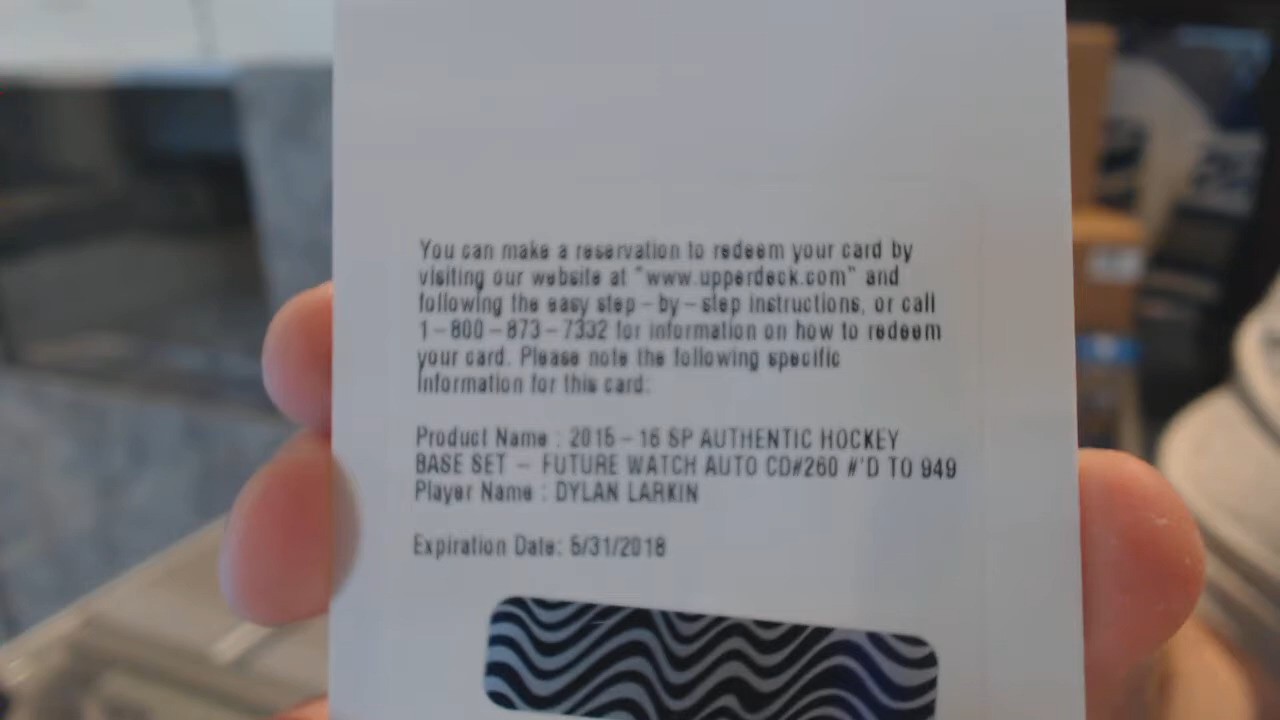 You can make a reservation to redeem your card by
visiting our website at "www.upperdeck.com" and
following the easy step-by-step instructions, or call
1-800-873-7332 for information on how to redeem
your card. Please note the following specific
information for this card:
Product Name : 2015-16 SP AUTHENTIC HOCKEY
BASE SET - FUTURE WATCH AUTO CD#260 #'D TO 949
Player Name : DYLAN LARKIN
Expiration Date: 5/31/2018